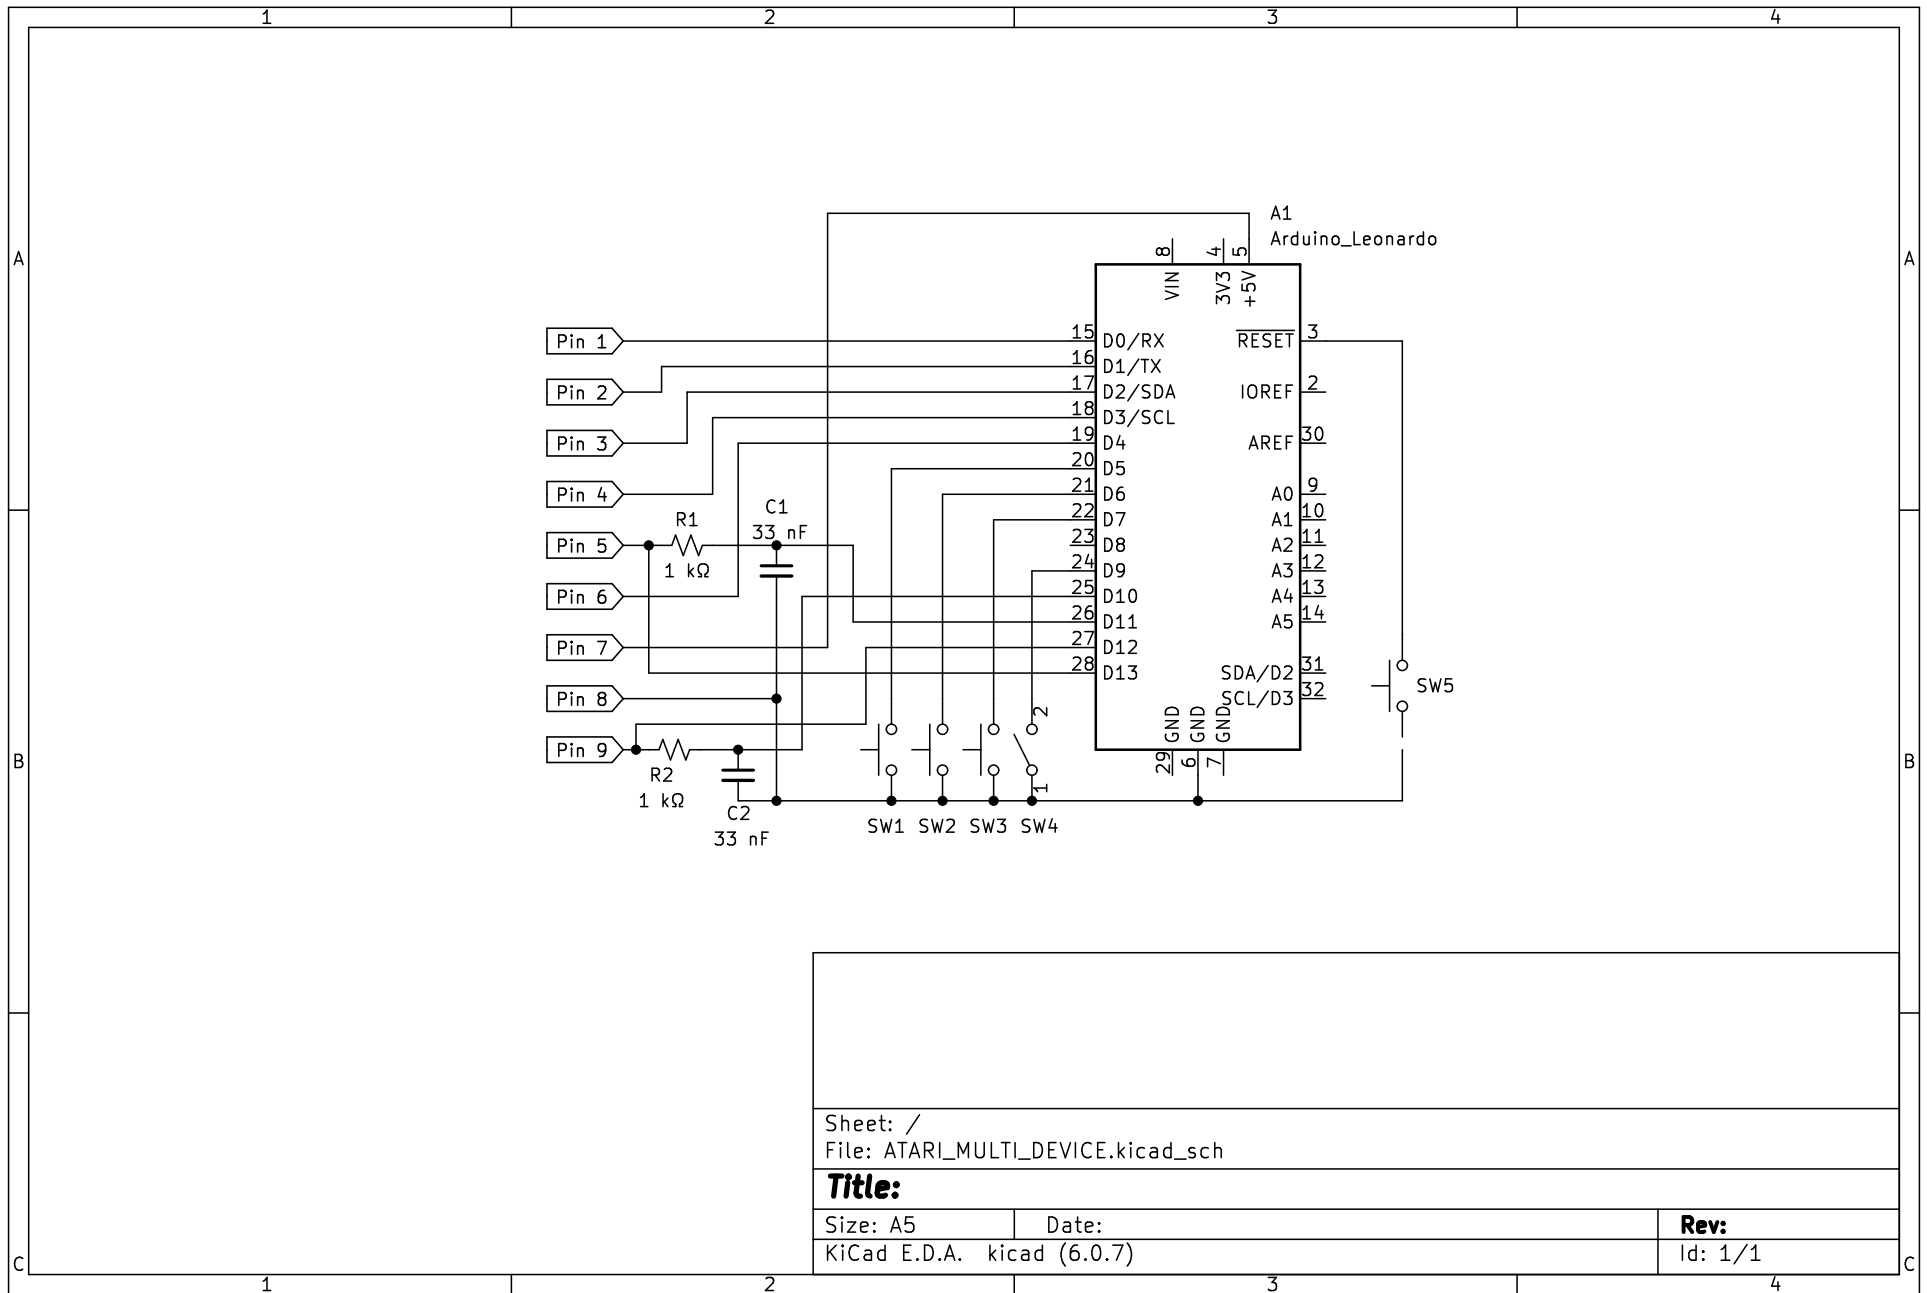 1 2 3 4
A1
Arduino_Leonardo
8 4 5
VIN 3V3 +5V
A A
Pin 1 15 D0/RX RESET 3
16 D1/TX
Pin 2 17 D2/SDA IOREF 2
18 D3/SCL
Pin 3 19 D4 AREF 30
20 D5
Pin 4 21 D6 A0 9
C1
R1 22 D7 A1 10
33 nF
Pin 5 23 D8 A2 11
1 kΩ 24 D9 A3 12
Pin 6 25 D10 A4 13
26 D11 A5 14
Pin 7 27 D12
28 D13 SDA/D2 31
SW5
Pin 8 SCL/D3 32
2
GND GND GND
Pin 9
29 6 7
B B
R2
1
1 kΩ
C2
SW1 SW2 SW3 SW4
33 nF
Sheet: /
File: ATARI_MULTI_DEVICE.kicad_sch
Title:
Size: A5 Date: Rev:
KiCad E.D.A. kicad (6.0.7) Id: 1/1
C C
1 2 3 4